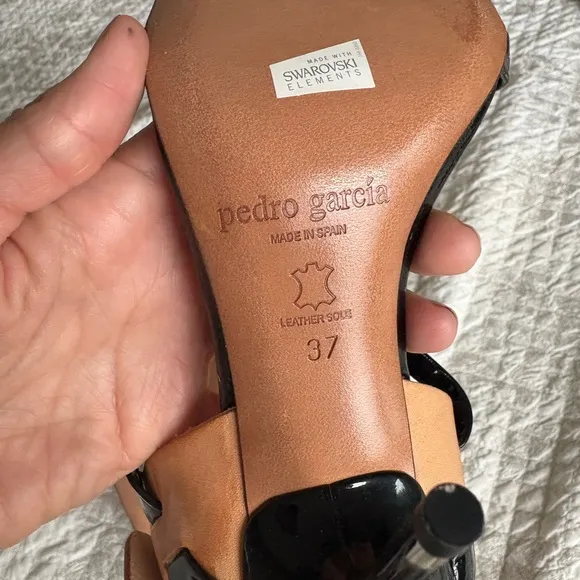 MADE WITH
SWAROVSKI
ELEMENTS
pedro garcía
MADE IN SPAIN
LEATHER SOLE
37